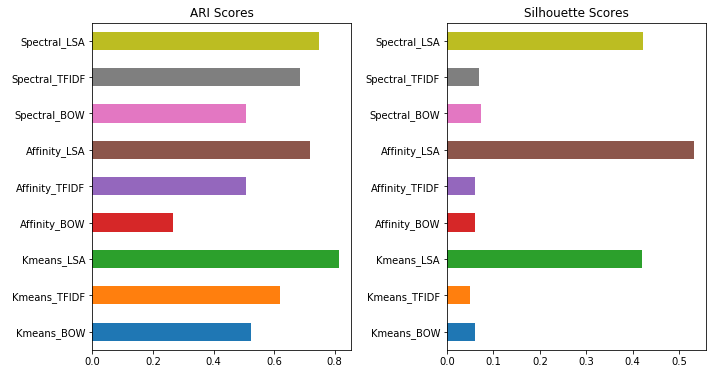 ARI Scores
Spectral_LSA
Spectral_TFIDF
Spectral_BOW
Affinity_LSA
Affinity_TFIDF
Affinity_BOW
Kmeans_LSA
Kmeans_TFIDF
Kmeans_BOW
0.0 0.2 0.4 0.6 0.8
Silhouette Scores
Spectral_LSA
Spectral_TFIDF
Spectral_BOW
Affinity_LSA
Affinity_TFIDF
Affinity_BOW
Kmeans_LSA
Kmeans_TFIDF
Kmeans_BOW
0.0 0.1 0.2 0.3 0.4 0.5